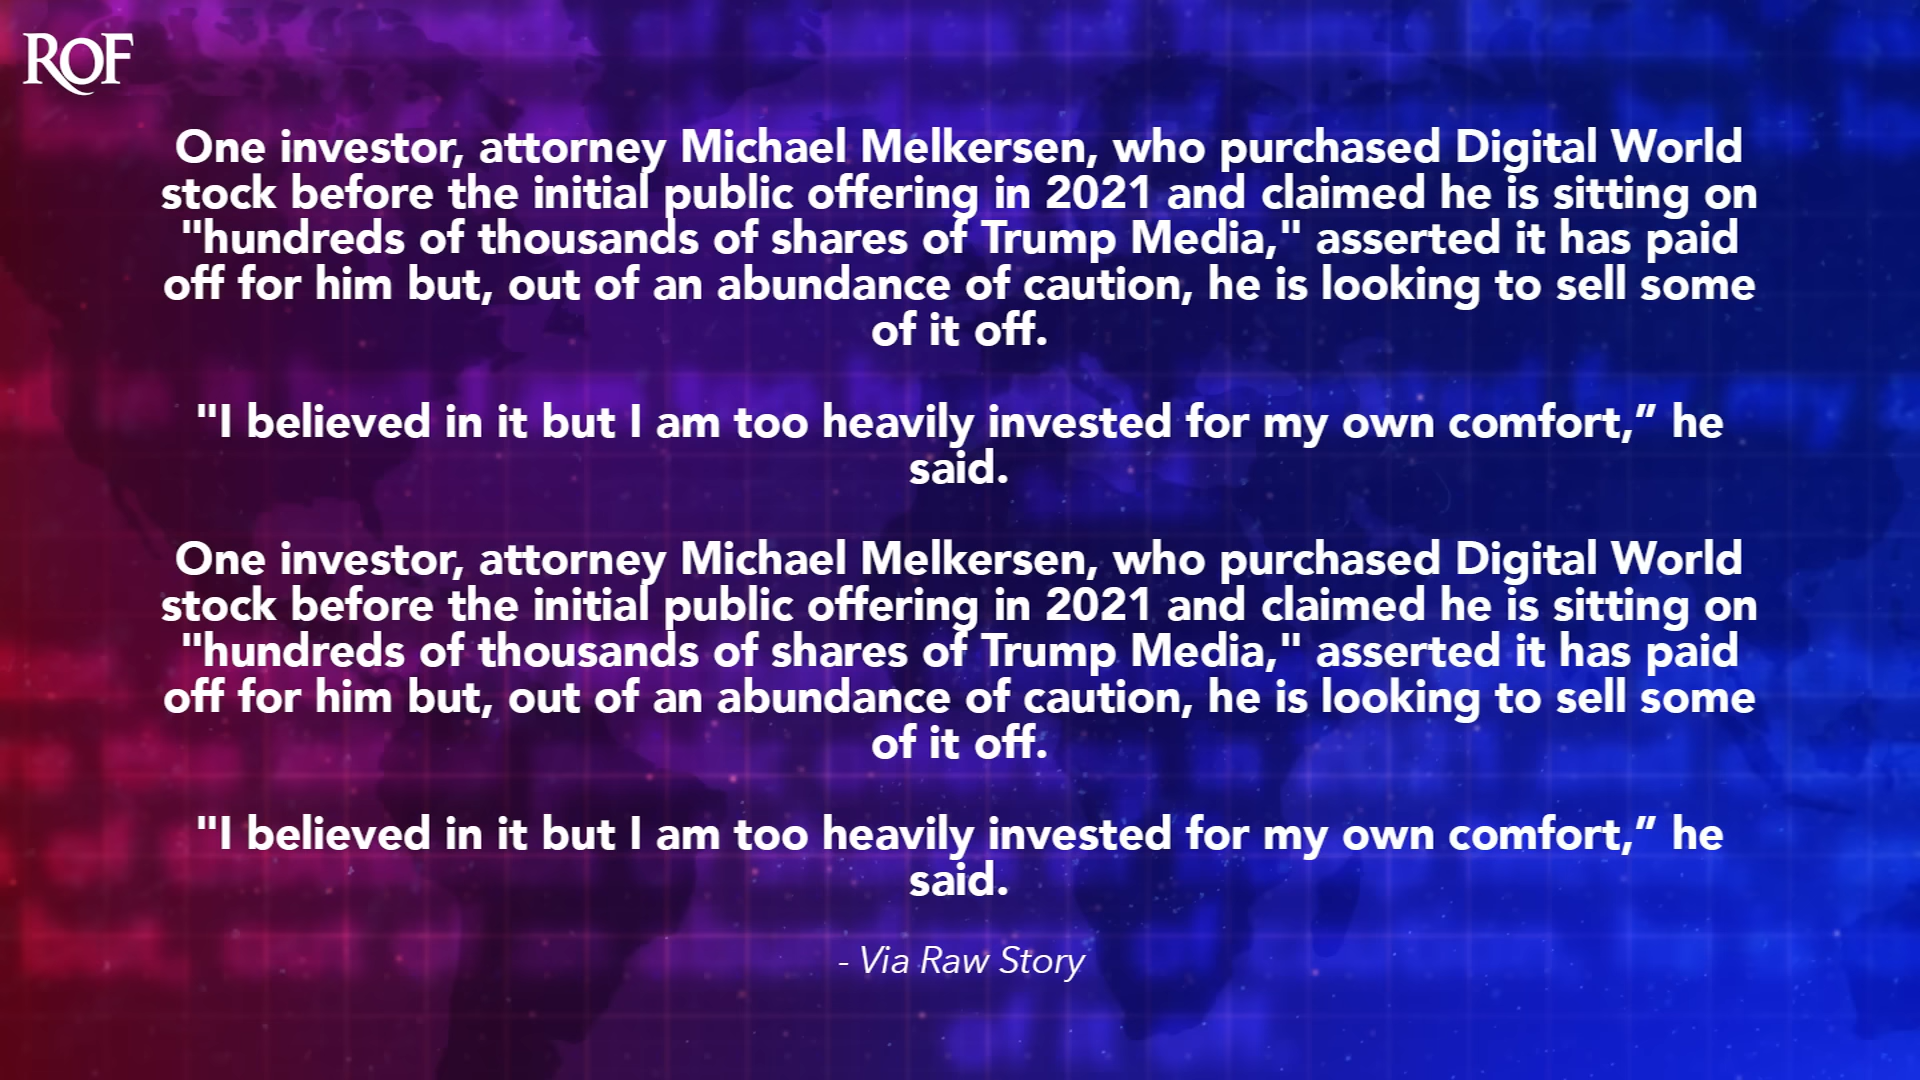 ROF
One investor, attorney Michael Melkersen, who purchased Digital World
stock before the initial public offering in 2021 and claimed he is sitting on
"hundreds of thousands of shares of Trump Media," asserted it has paid
off for him but, out of an abundance of caution, he is looking to sell some
of it off.
"I believed in it but I am too heavily invested for my own comfort,” he
said.
One investor, attorney Michael Melkersen, who purchased Digital World
stock before the initial public offering in 2021 and claimed he is sitting on
"hundreds of thousands of shares of Trump Media," asserted it has paid
off for him but, out of an abundance of caution, he is looking to sell some
of it off.
"I believed in it but I am too heavily invested for my own comfort,” he
said.
- Via Raw Story